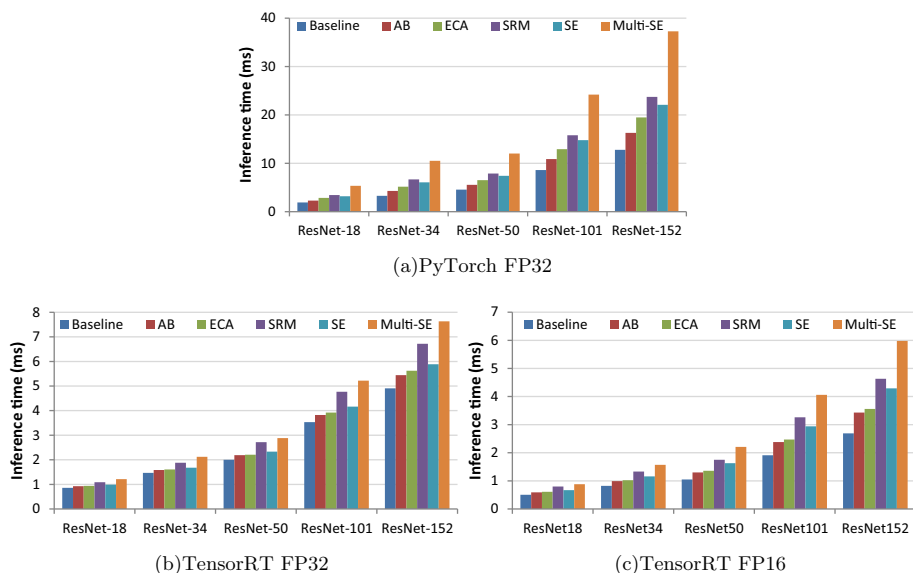 Baseline AB ECA SRM SE Multi-SE
Inference time (ms)
40
30
20
10
0
ResNet-18 ResNet-34 ResNet-50 ResNet-101 ResNet-152
(a)PyTorch FP32
Baseline AB ECA SRM SE Multi-SE
Inference time (ms)
8
7
6
5
4
3
2
1
0
ResNet-18 ResNet-34 ResNet-50 ResNet-101 ResNet-152
(b)TensorRT FP32
Baseline AB ECA SRM SE Multi-SE
Inference time (ms)
7
6
5
4
3
2
1
0
ResNet18 ResNet34 ResNet50 ResNet101 ResNet152
(c)TensorRT FP16